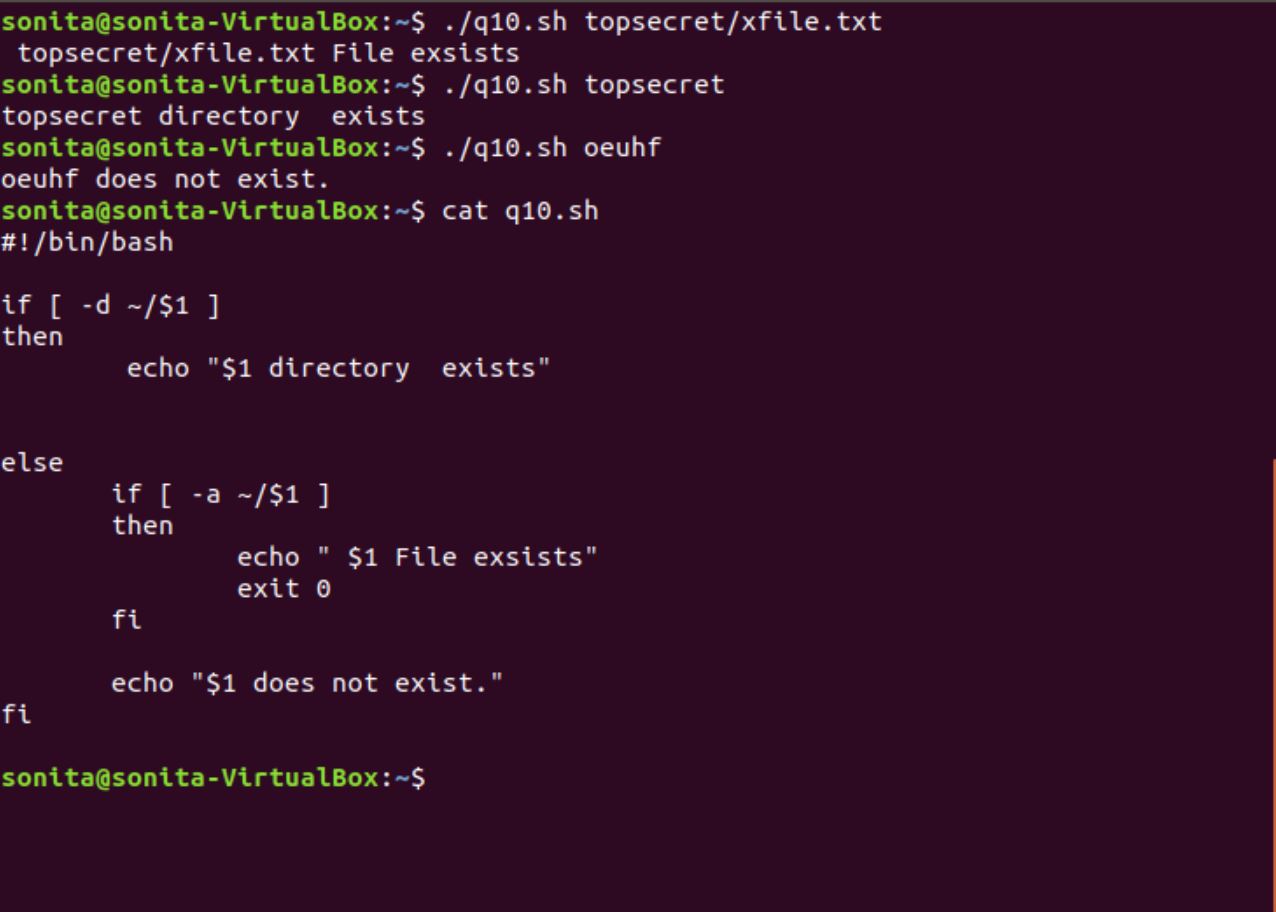 sonita@sonita-VirtualBox:~$ ./q10.sh topsecret/xfile.txt
 topsecret/xfile.txt File exsists
sonita@sonita-VirtualBox:~$ ./q10.sh topsecret
topsecret directory  exists
sonita@sonita-VirtualBox:~$ ./q10.sh oeuhf
oeuhf does not exist.
sonita@sonita-VirtualBox:~$ cat q10.sh
#!/bin/bash

if [ -d ~/$1 ]
then
        echo "$1 directory  exists"


else
       if [ -a ~/$1 ]
       then
               echo " $1 File exsists"
               exit 0
       fi

       echo "$1 does not exist."
fi

sonita@sonita-VirtualBox:~$